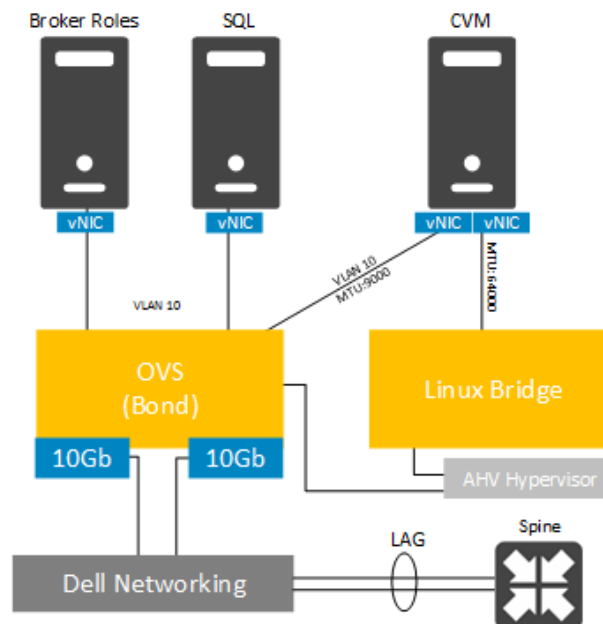 Broker Roles
SQL
CVM
vNIC
vNIC
vNIC
vNIC
VLAN 10
VLAN 10
MTU:9000
MTU:64000
OVS
(Bond)
Linux Bridge
10Gb
10Gb
AHV Hypervisor
LAG
Spine
Dell Networking